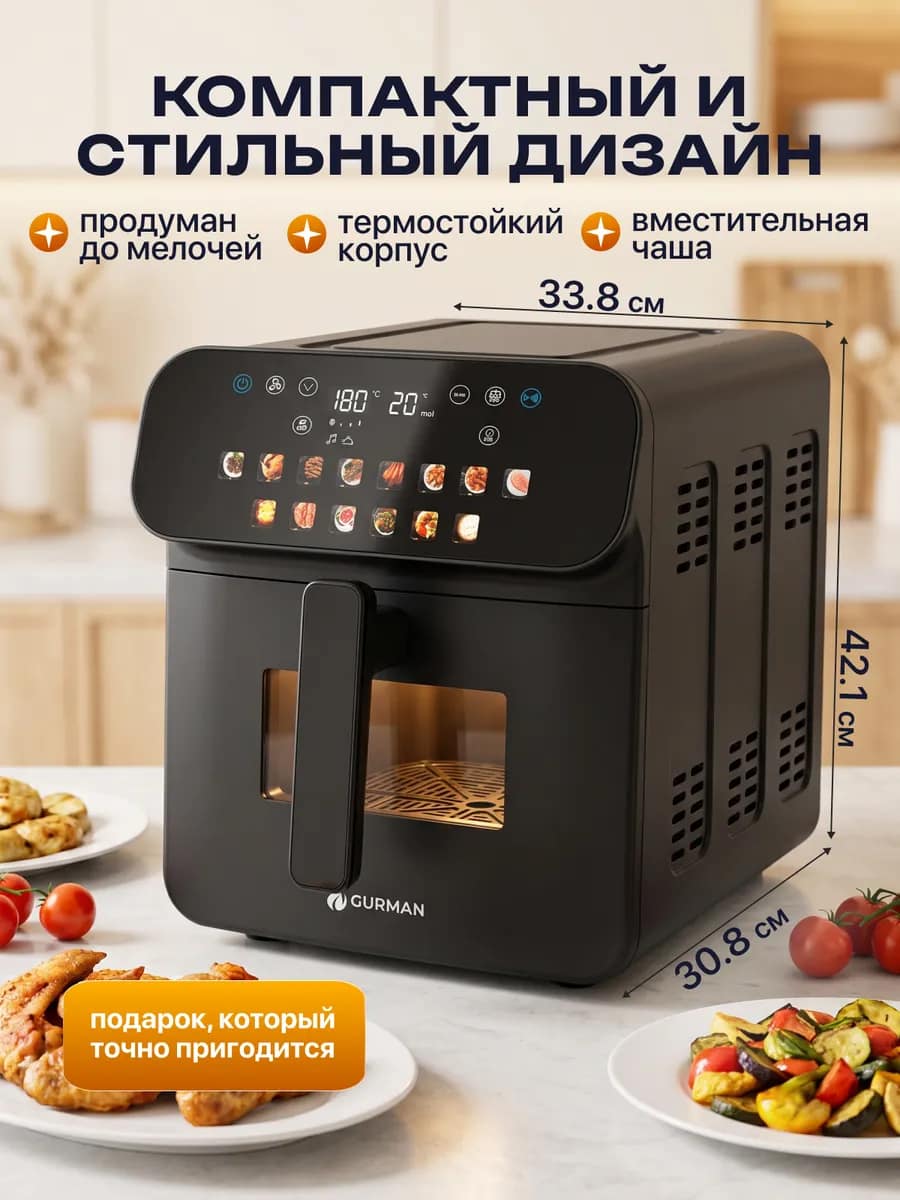 КОМПАКТНЫЙ И
СТИЛЬНЫЙ ДИЗАЙН
продуман
до мелочей
термостойкий
корпус
вместительная
чаша
33.8 см
180 °C 20 °C
mol
42.1 см
30.8 см
GURMAN
подарок, который
точно пригодится